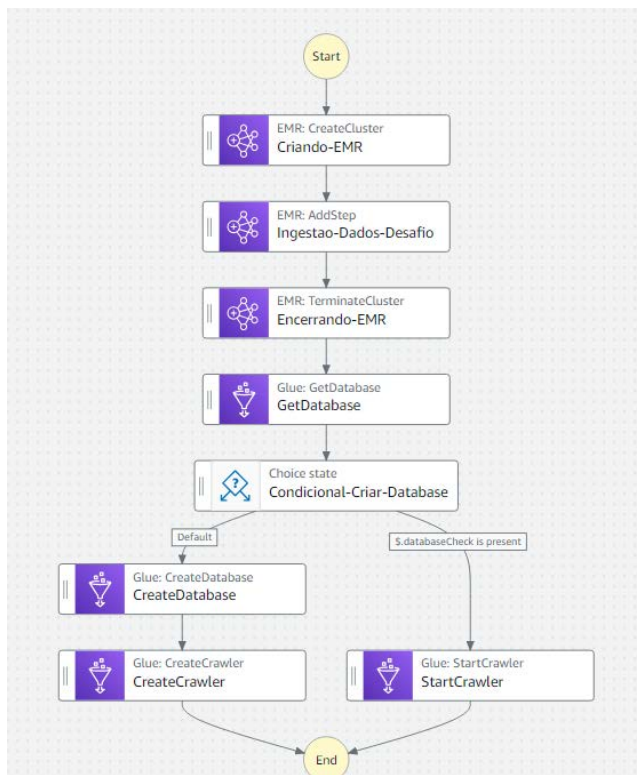 Start
EMR: CreateCluster
Criando-EMR
EMR: AddStep
Ingestao-Dados-Desafio
EMR: TerminateCluster
Encerrando-EMR
Glue: GetDatabase
GetDatabase
Choice state
Condicional-Criar-Database
Default
$.databaseCheck is present
Glue: CreateDatabase
CreateDatabase
Glue: CreateCrawler
CreateCrawler
Glue: StartCrawler
StartCrawler
End